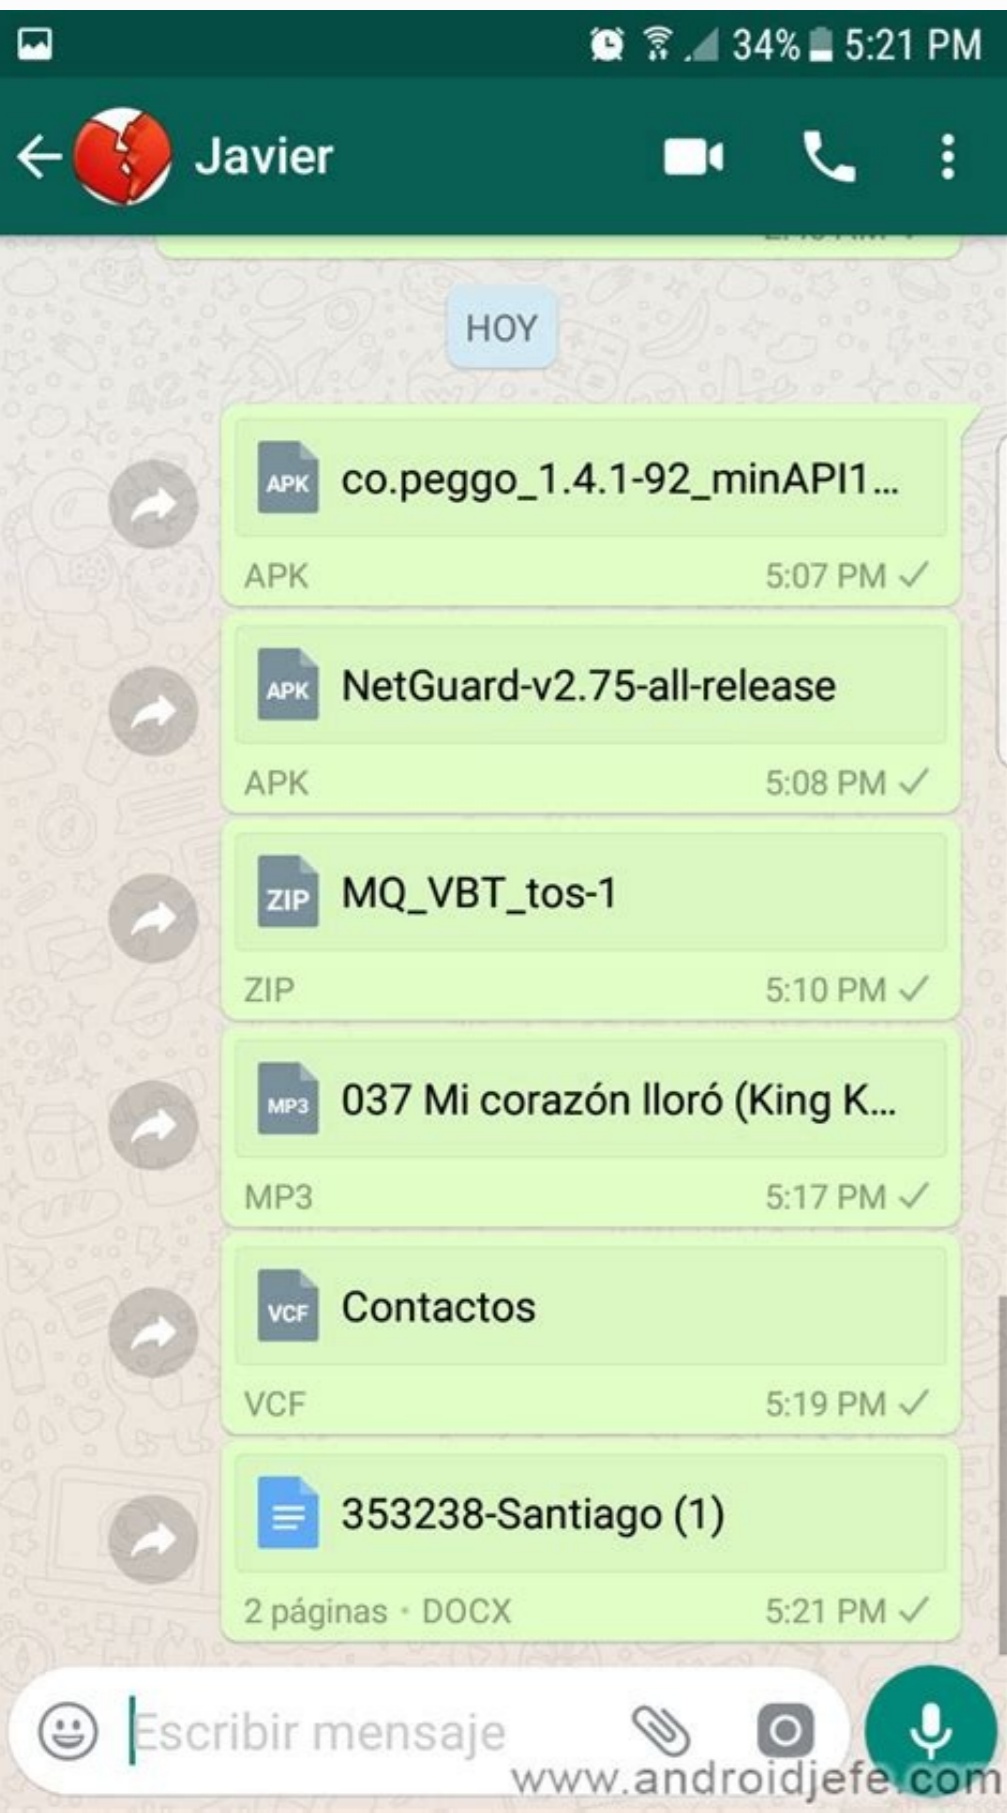 34% 5:21 PM
Javier
HOY
APK co.peggo_1.4.1-92_minAPI1...
APK 5:07 PM
APK NetGuard-v2.75-all-release
APK 5:08 PM
ZIP MQ_VBT_tos-1
ZIP 5:10 PM
MP3 037 Mi corazón lloró (King K...
MP3 5:17 PM
VCF Contactos
VCF 5:19 PM
353238-Santiago (1)
2 páginas • DOCX 5:21 PM
Escribir mensaje
www.androidjefe.com